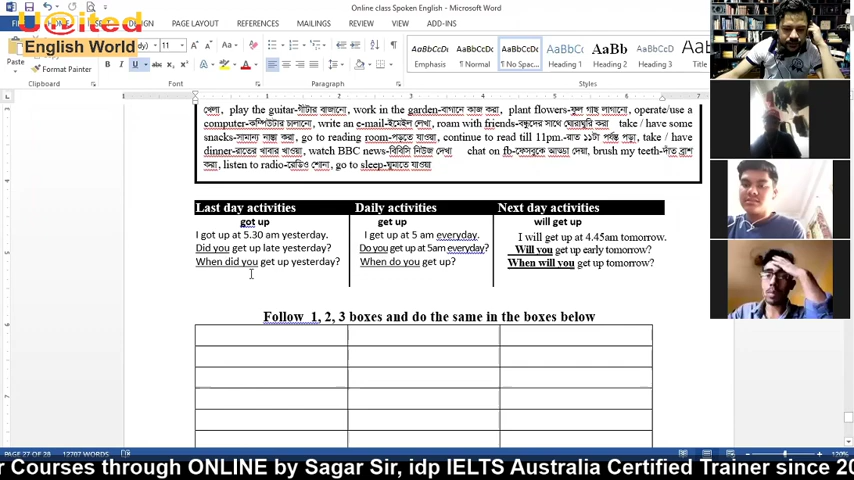 Online class Spoken English - Microsoft Word
United
English World
PAGE LAYOUT
REFERENCES
MAILINGS
REVIEW
VIEW
ADD-INS
11
Paste
Format Painter
Clipboard
Font
Paragraph
Styles
AaBbCcDc AaBbCcDc AaBbCcDc AaBbCc AaBbC AaBbCcD
Emphasis ¶ Normal ¶ No Spac... Heading 1 Heading 2 Heading 3 Title
খেলা, play the guitar-গীটার বাজানো, work in the garden-বাগানে কাজ করা, plant flowers-ফুল গাছ লাগানো, operate/use a
computer-কম্পিউটার চালানো, write an e-mail-ইমেইল লেখা, roam with friends-বন্ধুদের সাথে ঘোরাঘুরি করা take / have some
snacks-সামান্য নাস্তা করা, go to reading room-পড়তে যাওয়া, continue to read till 11pm.-রাত ১১টা পর্যন্ত পড়া, take / have
dinner-রাতের খাবার খাওয়া, watch BBC news-বিবিসি নিউজ দেখা chat on fb-ফেসবুকে আড্ডা দেয়া, brush my teeth-দাঁত ব্রাশ
করা, listen to radio-রেডিও শোনা, go to sleep-ঘুমাতে যাওয়া
Last day activities Daily activities Next day activities
got up get up will get up
I got up at 5.30 am yesterday. I get up at 5 am everyday. I will get up at 4.45am tomorrow.
Did you get up late yesterday? Do you get up at 5am everyday? Will you get up early tomorrow?
When did you get up yesterday? When do you get up? When will you get up tomorrow?
Follow 1, 2, 3 boxes and do the same in the boxes below
PAGE 27 OF 28 12707 WORDS 120%
r Courses through ONLINE by Sagar Sir, idp IELTS Australia Certified Trainer since 20